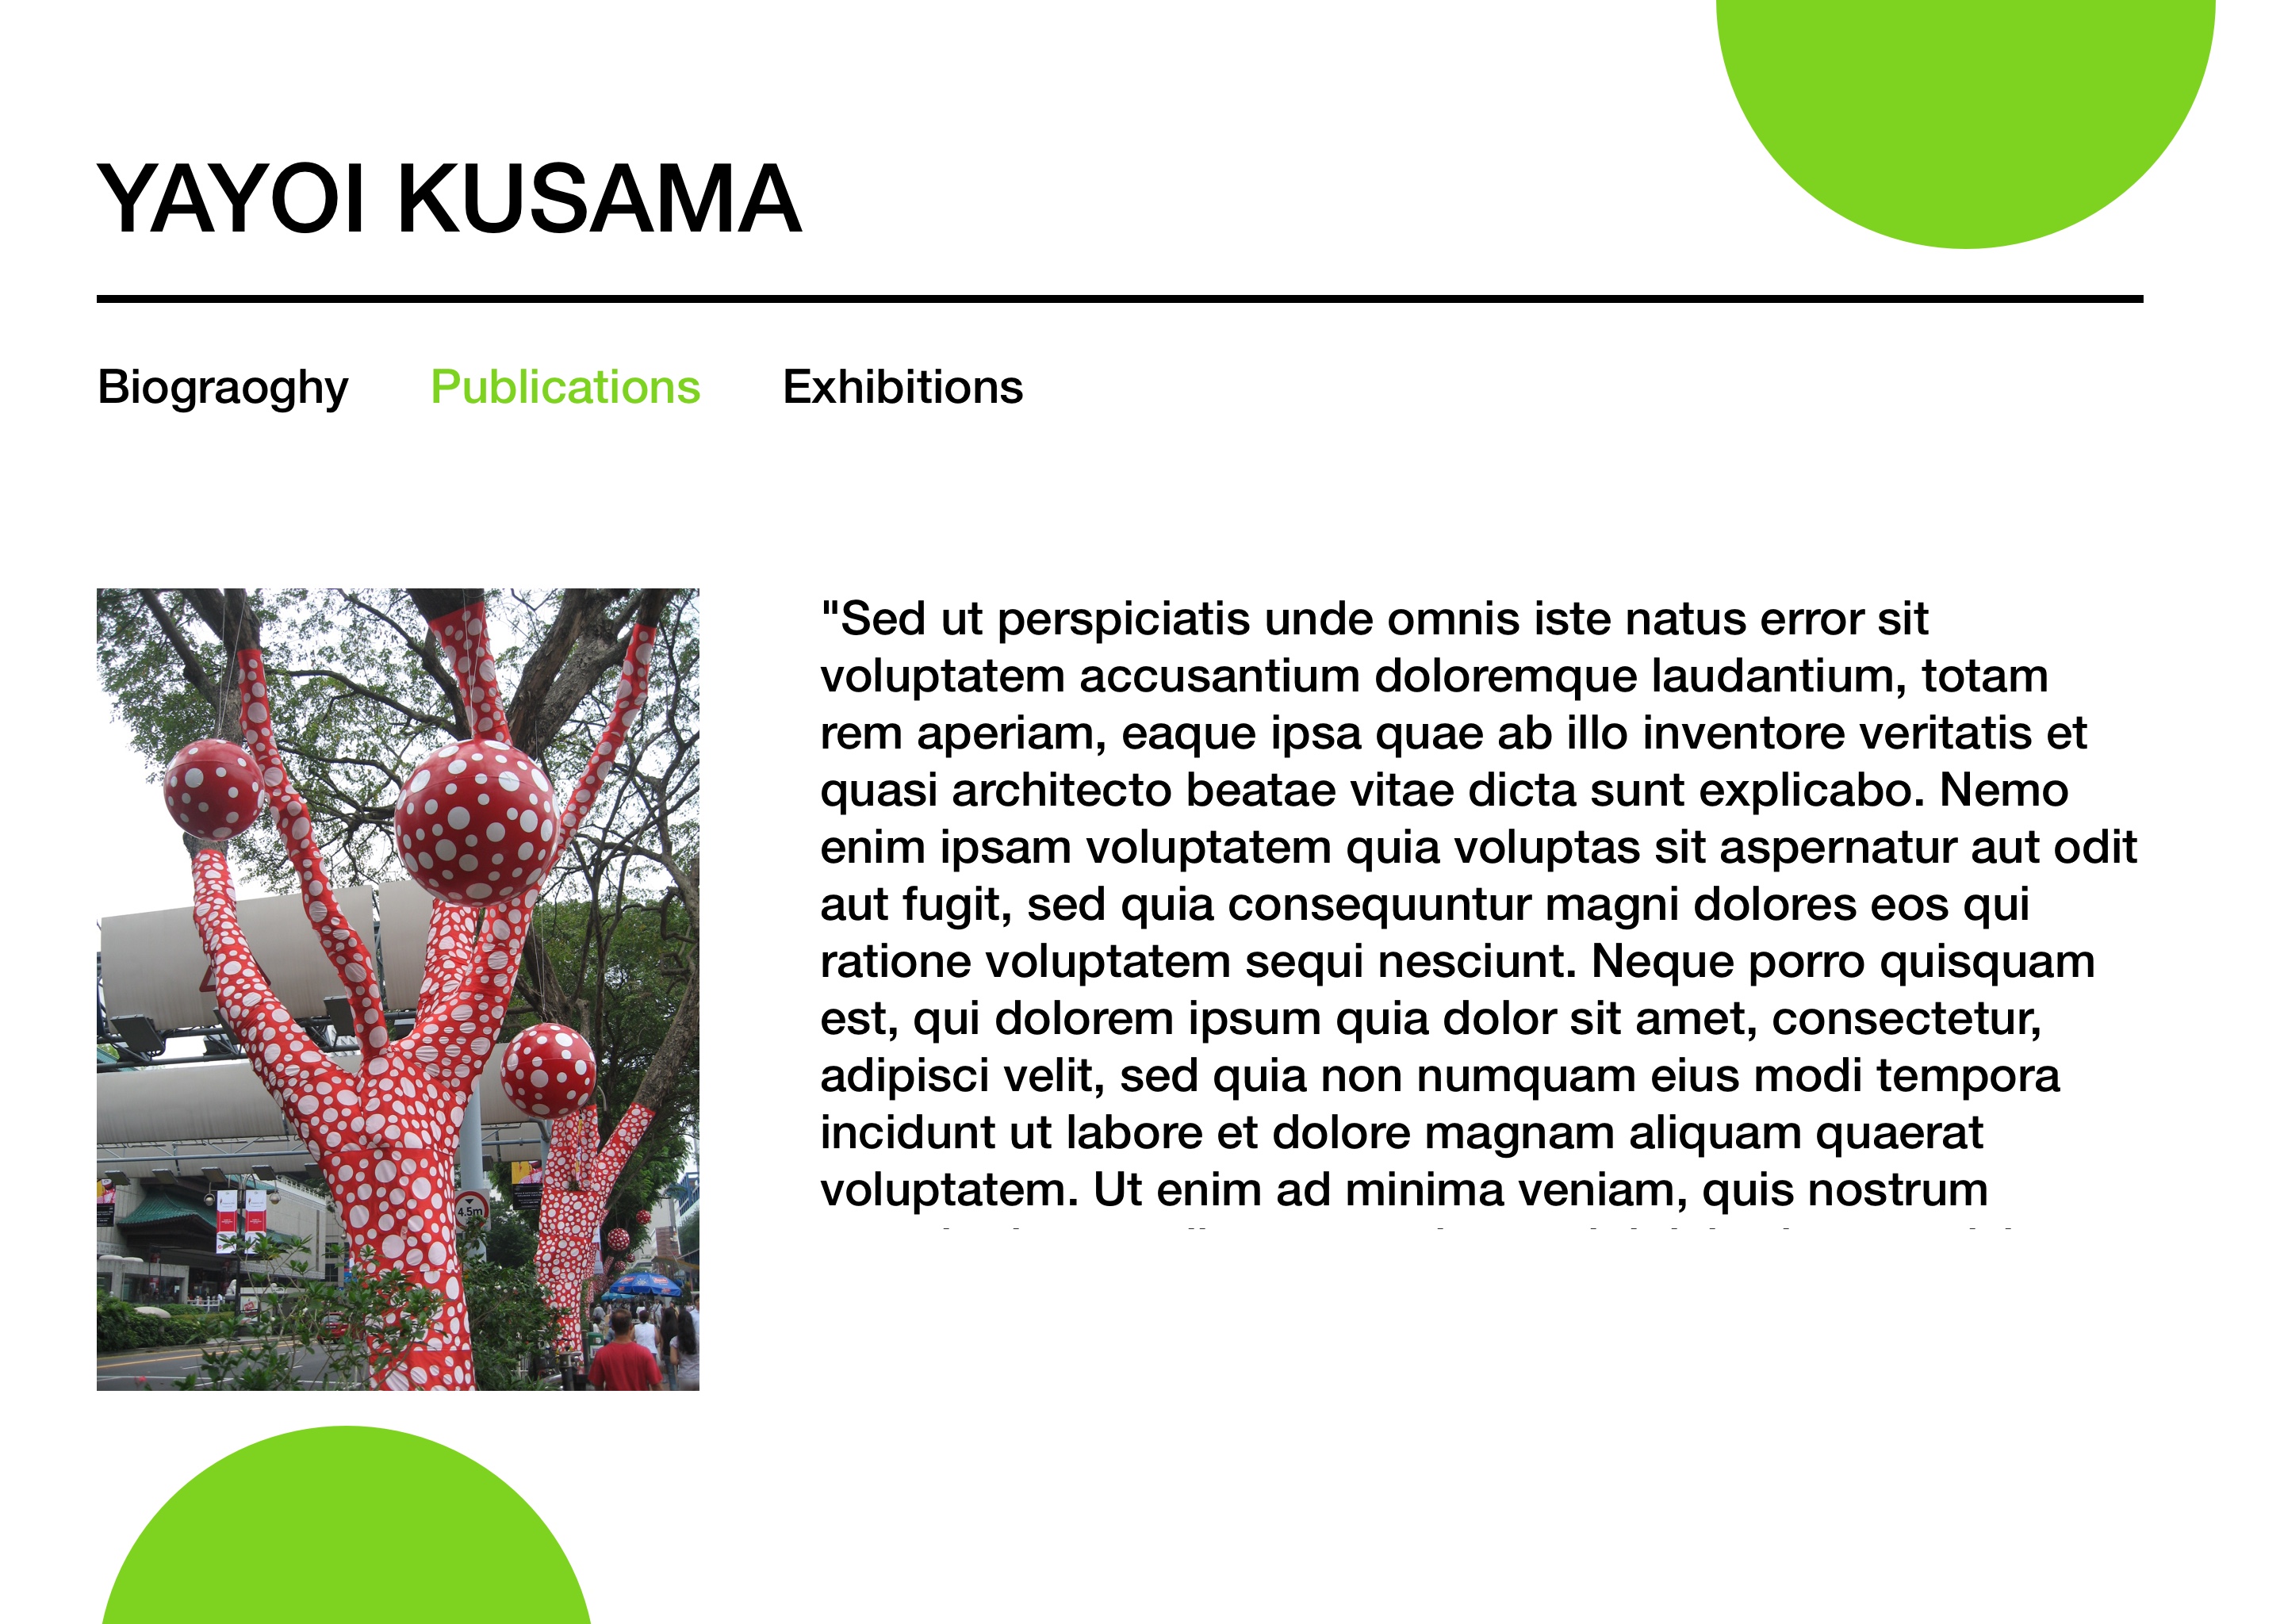 YAYOI KUSAMA
Biograoghy Publications Exhibitions
"Sed ut perspiciatis unde omnis iste natus error sit
voluptatem accusantium doloremque laudantium, totam
rem aperiam, eaque ipsa quae ab illo inventore veritatis et
quasi architecto beatae vitae dicta sunt explicabo. Nemo
enim ipsam voluptatem quia voluptas sit aspernatur aut odit
aut fugit, sed quia consequuntur magni dolores eos qui
ratione voluptatem sequi nesciunt. Neque porro quisquam
est, qui dolorem ipsum quia dolor sit amet, consectetur,
adipisci velit, sed quia non numquam eius modi tempora
incidunt ut labore et dolore magnam aliquam quaerat
voluptatem. Ut enim ad minima veniam, quis nostrum
4.5m